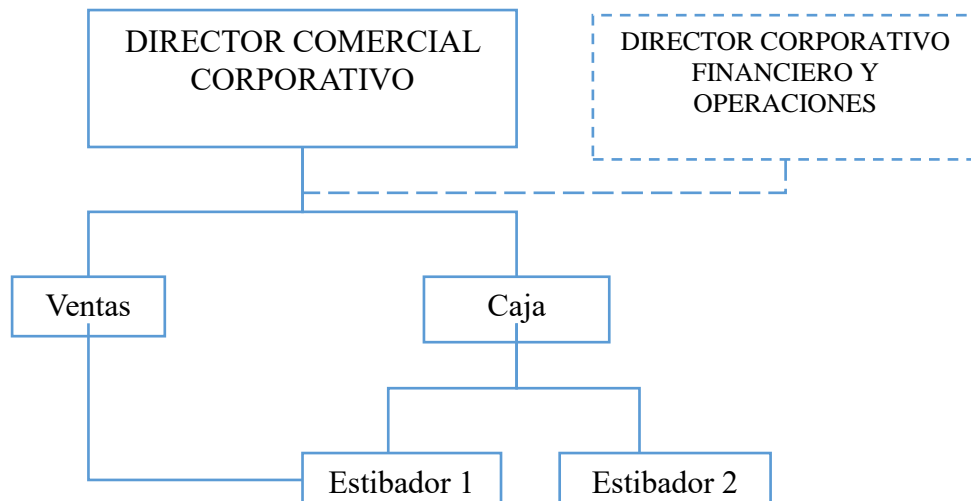 DIRECTOR COMERCIAL
CORPORATIVO
DIRECTOR CORPORATIVO
FINANCIERO Y
OPERACIONES
Ventas
Caja
Estibador 1
Estibador 2